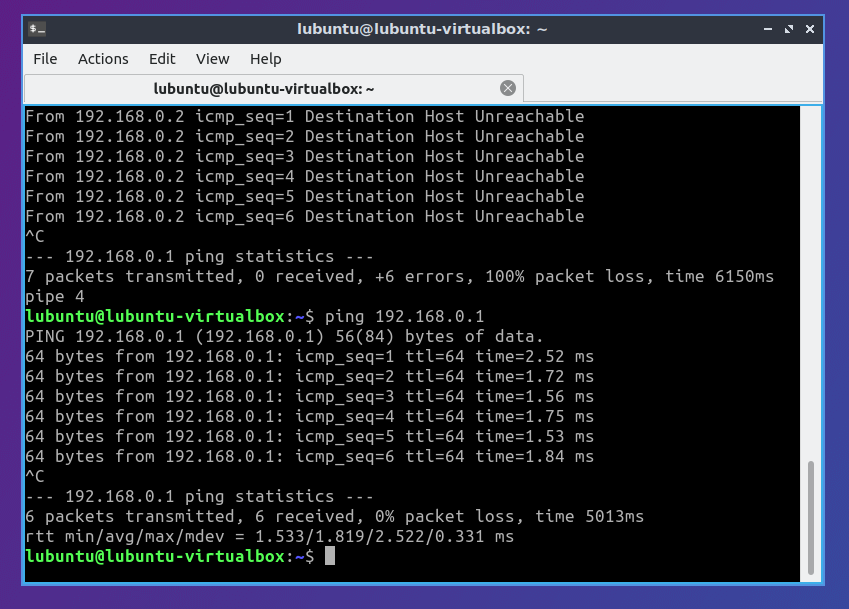 $_
lubuntu@lubuntu-virtualbox: ~
File Actions Edit View Help
lubuntu@lubuntu-virtualbox: ~
From 192.168.0.2 icmp_seq=1 Destination Host Unreachable
From 192.168.0.2 icmp_seq=2 Destination Host Unreachable
From 192.168.0.2 icmp_seq=3 Destination Host Unreachable
From 192.168.0.2 icmp_seq=4 Destination Host Unreachable
From 192.168.0.2 icmp_seq=5 Destination Host Unreachable
From 192.168.0.2 icmp_seq=6 Destination Host Unreachable
^C
--- 192.168.0.1 ping statistics ---
7 packets transmitted, 0 received, +6 errors, 100% packet loss, time 6150ms
pipe 4
lubuntu@lubuntu-virtualbox:~$ ping 192.168.0.1
PING 192.168.0.1 (192.168.0.1) 56(84) bytes of data.
64 bytes from 192.168.0.1: icmp_seq=1 ttl=64 time=2.52 ms
64 bytes from 192.168.0.1: icmp_seq=2 ttl=64 time=1.72 ms
64 bytes from 192.168.0.1: icmp_seq=3 ttl=64 time=1.56 ms
64 bytes from 192.168.0.1: icmp_seq=4 ttl=64 time=1.75 ms
64 bytes from 192.168.0.1: icmp_seq=5 ttl=64 time=1.53 ms
64 bytes from 192.168.0.1: icmp_seq=6 ttl=64 time=1.84 ms
^C
--- 192.168.0.1 ping statistics ---
6 packets transmitted, 6 received, 0% packet loss, time 5013ms
rtt min/avg/max/mdev = 1.533/1.819/2.522/0.331 ms
lubuntu@lubuntu-virtualbox:~$